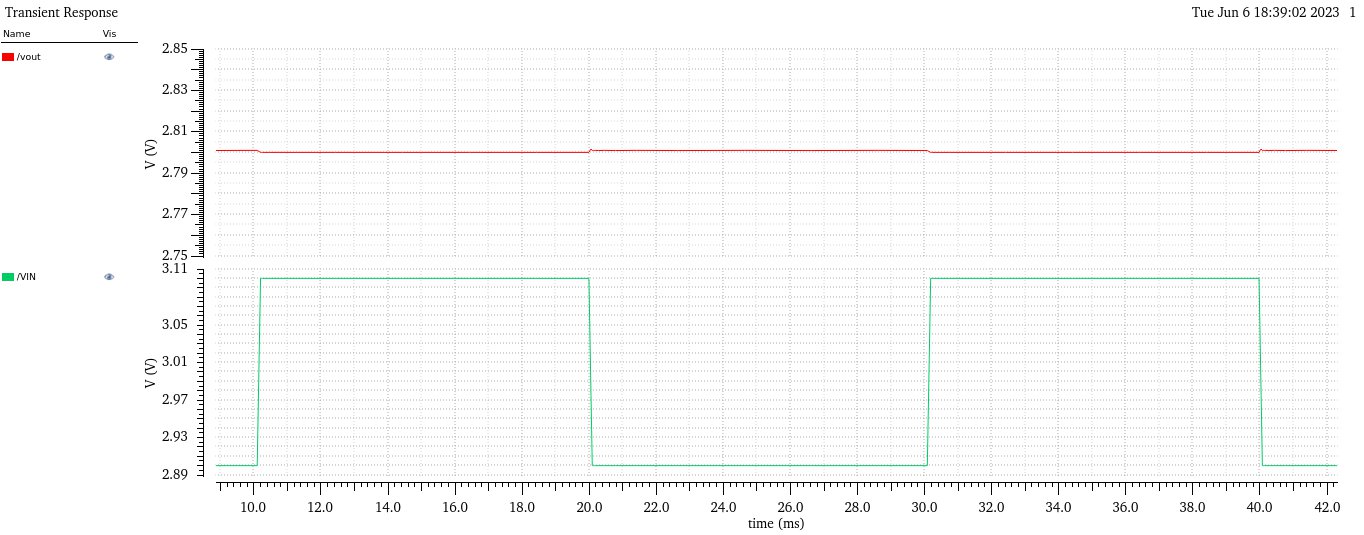 Transient Response
Tue Jun 6 18:39:02 2023 1
Name Vis
/vout
2.85
2.83
2.81
2.79
2.77
2.75
V (V)
/VIN
3.11
3.05
3.01
2.97
2.93
2.89
V (V)
10.0 12.0 14.0 16.0 18.0 20.0 22.0 24.0 26.0 28.0 30.0 32.0 34.0 36.0 38.0 40.0 42.0
time (ms)